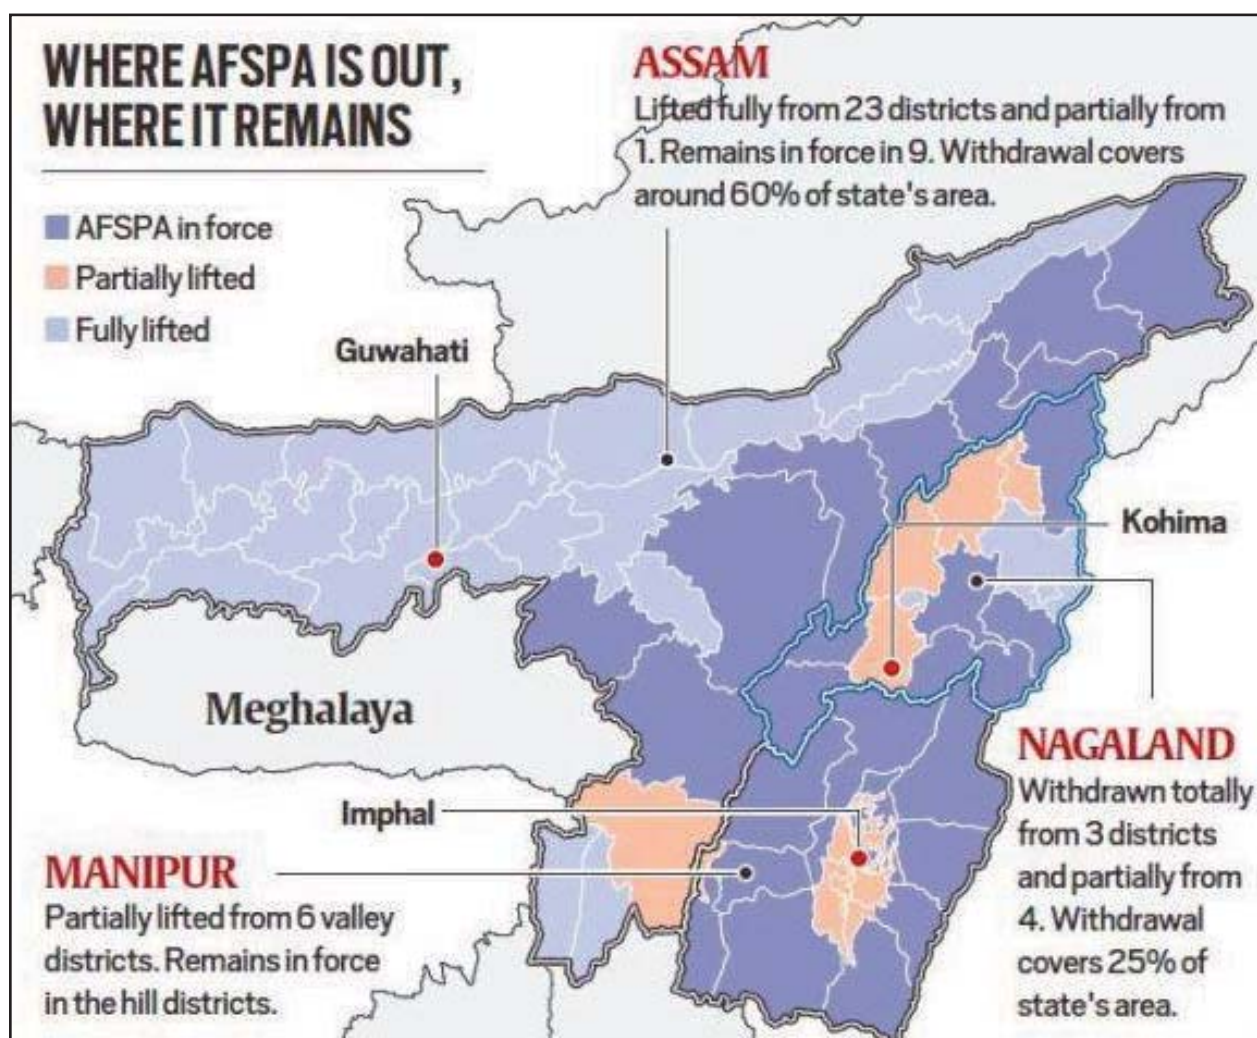 WHERE AFSPA IS OUT,
WHERE IT REMAINS
AFSPA in force
Partially lifted
Fully lifted
ASSAM
Lifted fully from 23 districts and partially from
1. Remains in force in 9. Withdrawal covers
around 60% of state's area.
Guwahati
Kohima
Meghalaya
NAGALAND
Withdrawn totally
from 3 districts
and partially from
4. Withdrawal
covers 25% of
state's area.
Imphal
MANIPUR
Partially lifted from 6 valley
districts. Remains in force
in the hill districts.